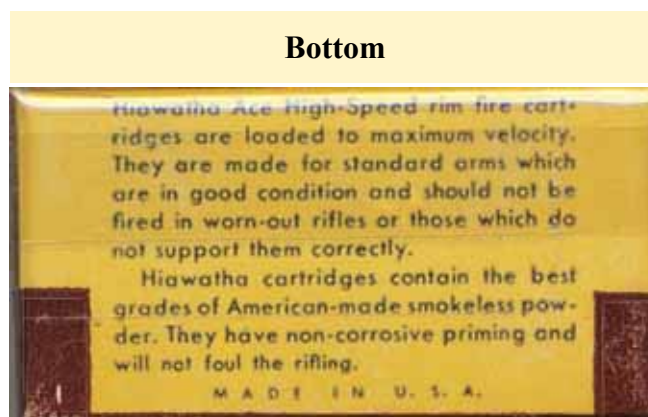 Bottom
Hiawatha Ace High-Speed rim fire cart-
ridges are loaded to maximum velocity.
They are made for standard arms which
are in good condition and should not be
fired in worn-out rifles or those which do
not support them correctly.
Hiawatha cartridges contain the best
grades of American-made smokeless pow-
der. They have non-corrosive priming and
will not foul the rifling.
MADE IN U. S. A.